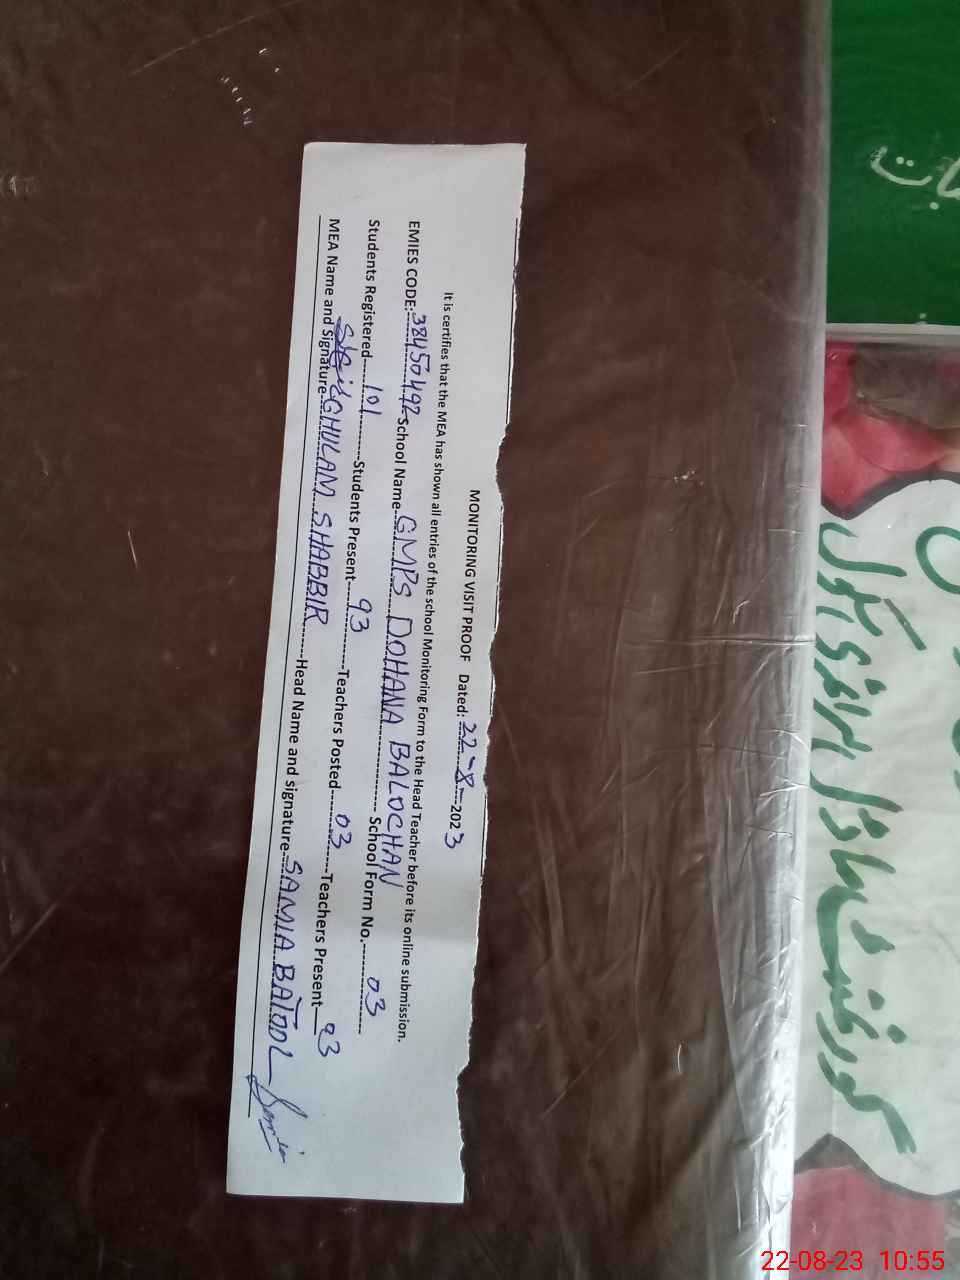 MONITORING VISIT PROOF Dated: 22-8-2023
It is certifies that the MEA has shown all entries of the school Monitoring Form to the Head Teacher before its online submission.
EMIES CODE: 38450492 School Name GMPS DOHANA BALOCHAN School Form No. 03
Students Registered 101 Students Present 93 Teachers Posted 03 Teachers Present 03
MEA Name and Signature GHULAM SHABBIR Head Name and signature SAMIA BATOOL
گورنمنٹ
22-08-23 10:55